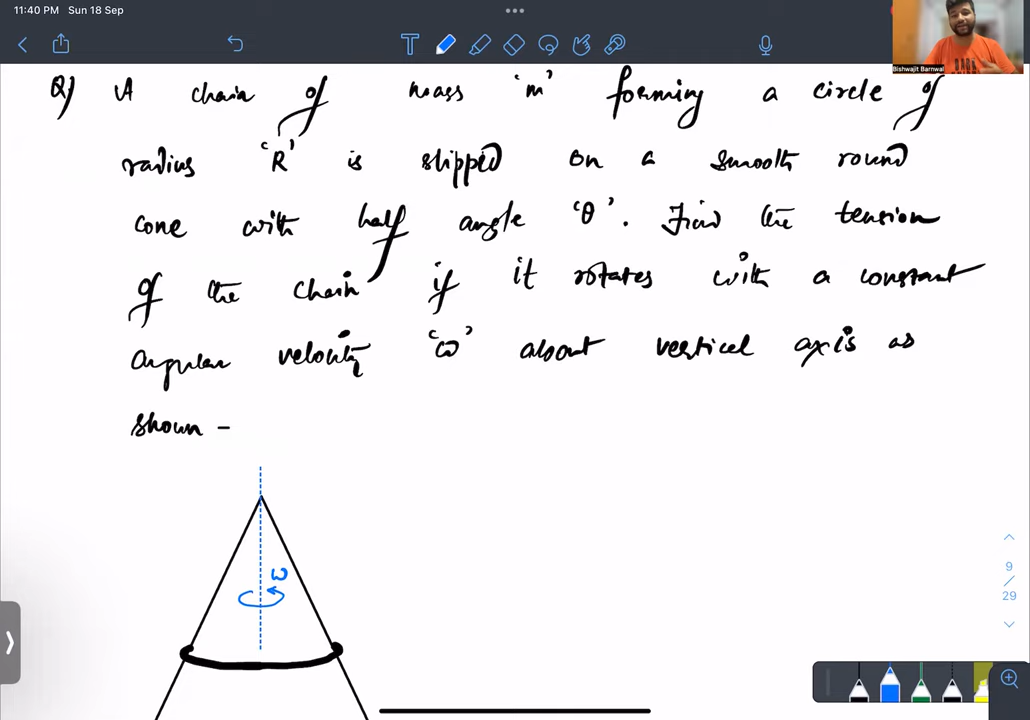 11:40 PM Sun 18 Sep
Bishwajit Barnwal
Q) A chain of mass 'm' forming a circle of
radius 'R' is slipped on a smooth round
cone with half angle 'θ'. Find the tension
of the chain if it rotates with a constant
angular velocity 'ω' about vertical axis as
shown -
ω
9
/
29